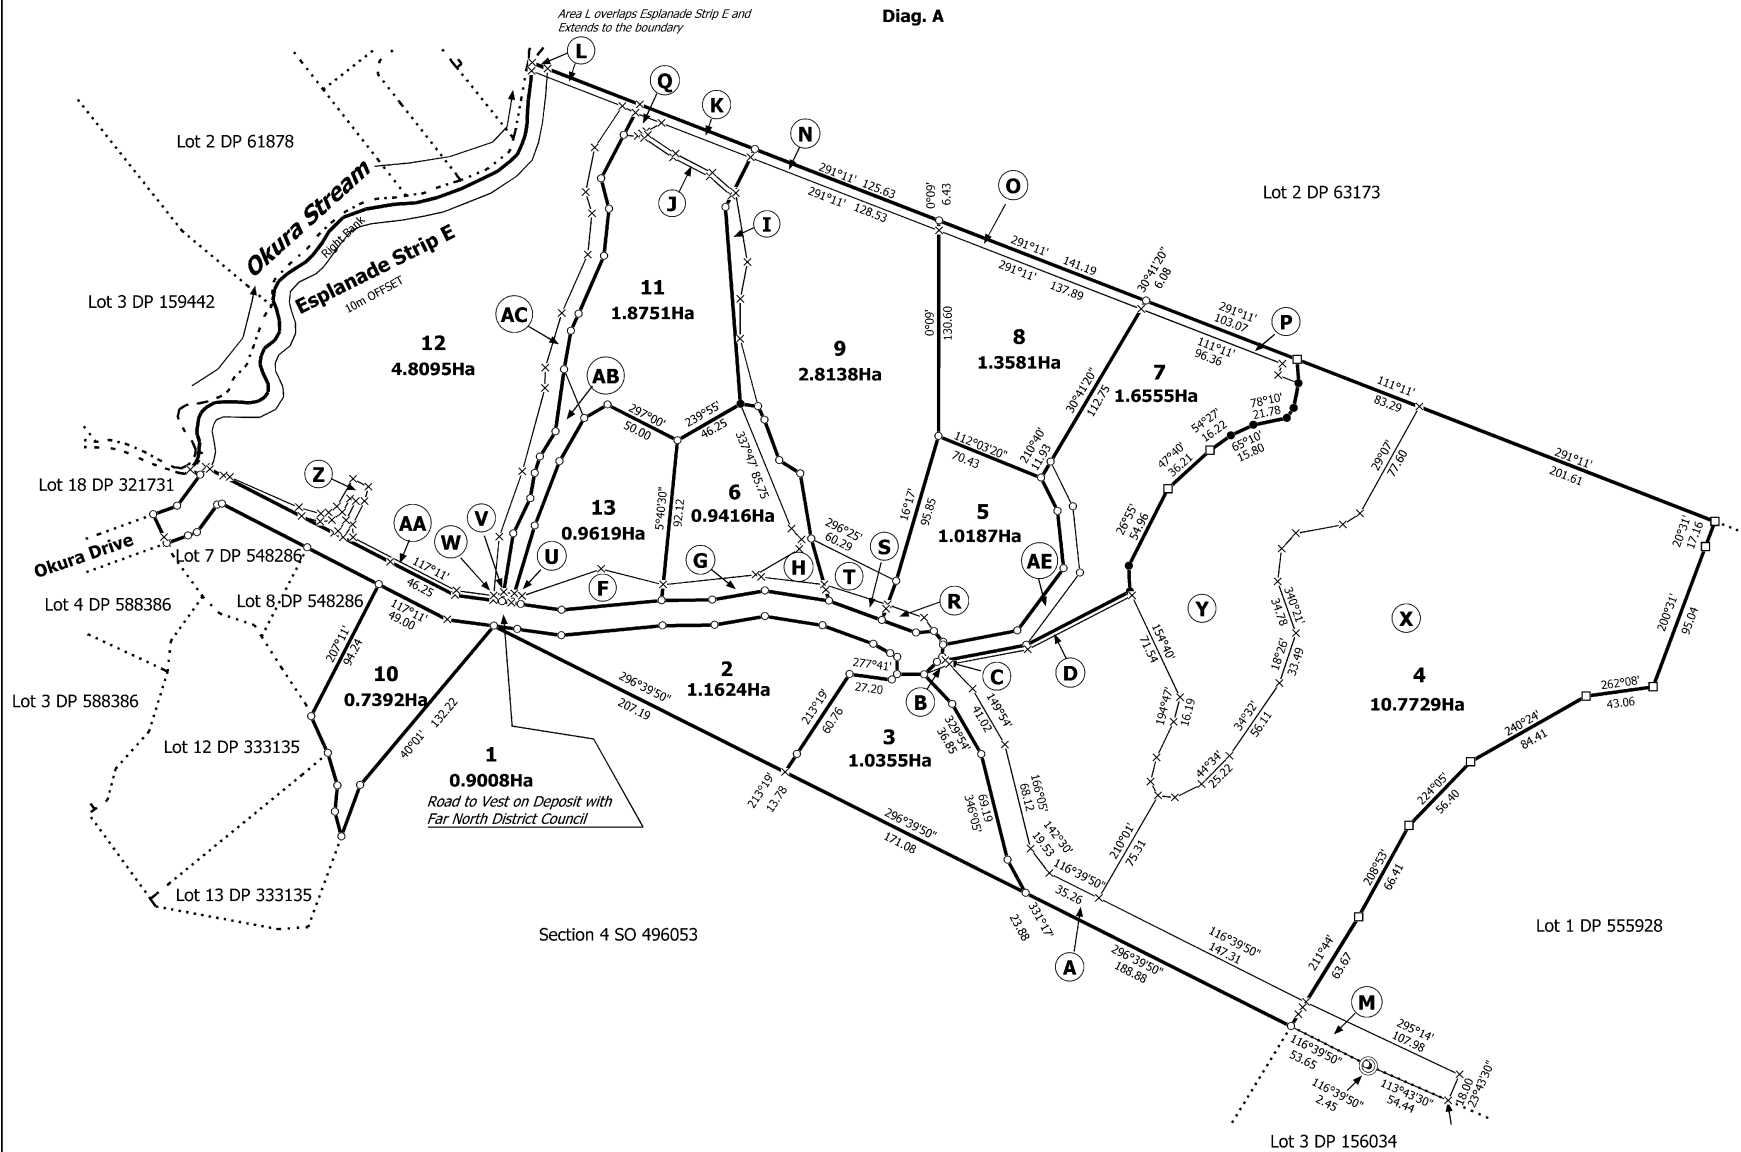 Diag. A
Area L overlaps Esplanade Strip E and
Extends to the boundary
L
Q
K
N
O
P
J
I
Lot 2 DP 61878
Lot 2 DP 63173
Okura Stream
Right Bank
Esplanade Strip E
10m OFFSET
Lot 3 DP 159442
291°11' 125.63
291°11' 128.53
0°09'
6.43
291°11'
141.19
291°11'
137.89
30°41'20"
6.08
291°11'
103.07
111°11'
96.36
111°11'
83.29
291°11'
201.61
20°31'
17.16
200°31'
95.04
262°08'
43.06
240°24'
84.41
224°05'
56.40
208°53'
66.41
211°44'
63.67
12
4.8095Ha
11
1.8751Ha
9
2.8138Ha
8
1.3581Ha
7
1.6555Ha
AC
AB
0°09'
130.60
30°41'20"
112.75
78°10'
21.78
54°27'
16.22
65°10'
15.80
47°40'
36.21
26°55'
54.96
29°07'
77.60
297°00'
50.00
239°55'
46.25
337°47' 85.75
112°03'20"
70.43
210°40'
11.93
16°17'
95.85
5°40'30"
92.12
296°25'
60.29
13
0.9619Ha
6
0.9416Ha
5
1.0187Ha
Z
AA
W
V
U
F
G
H
T
S
R
AE
D
C
B
Y
X
Lot 18 DP 321731
Okura Drive
Lot 7 DP 548286
Lot 4 DP 588386
Lot 8 DP 548286
Lot 3 DP 588386
Lot 12 DP 333135
Lot 13 DP 333135
117°11'
46.25
117°11'
49.00
207°11'
94.24
10
0.7392Ha
132.22
40°01'
2
1.1624Ha
296°39'50"
207.19
277°41'
27.20
213°19'
60.76
213°19'
13.78
3
1.0355Ha
4
10.7729Ha
1
0.9008Ha
Road to Vest on Deposit with
Far North District Council
154°40'
71.54
194°47'
16.19
340°21'
34.78
18°26'
33.49
34°32'
56.11
44°34'
25.22
210°01'
75.31
149°54'
41.02
329°54'
36.85
166°05'
68.12
69.19
346°05'
142°30'
19.53
116°39'50"
35.26
331°17'
23.88
296°39'50"
171.08
296°39'50"
188.88
116°39'50"
147.31
A
M
Section 4 SO 496053
Lot 1 DP 555928
295°14'
107.98
116°39'50"
53.65
116°39'50"
2.45
113°43'30"
54.44
18.00
23°43'30"
Lot 3 DP 156034